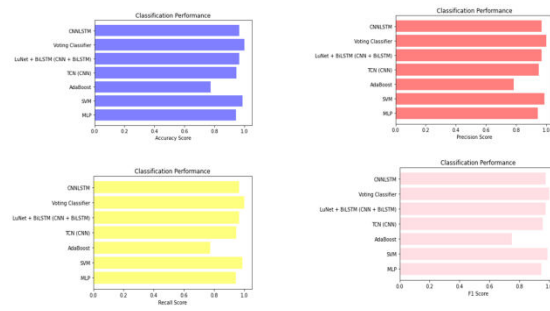 Classification Performance
CNNLSTM
Voting Classifier
LuNet + BiLSTM (CNN + BiLSTM)
TCN (CNN)
AdaBoost
SVM
MLP
0.0 0.2 0.4 0.6 0.8 1.0
Accuracy Score
Classification Performance
CNNLSTM
Voting Classifier
LuNet + BiLSTM (CNN + BiLSTM)
TCN (CNN)
AdaBoost
SVM
MLP
0.0 0.2 0.4 0.6 0.8 1.0
Precision Score
Classification Performance
CNNLSTM
Voting Classifier
LuNet + BiLSTM (CNN + BiLSTM)
TCN (CNN)
AdaBoost
SVM
MLP
0.0 0.2 0.4 0.6 0.8 1.0
Recall Score
Classification Performance
CNNLSTM
Voting Classifier
LuNet + BiLSTM (CNN + BiLSTM)
TCN (CNN)
AdaBoost
SVM
MLP
0.0 0.2 0.4 0.6 0.8 1.0
F1 Score